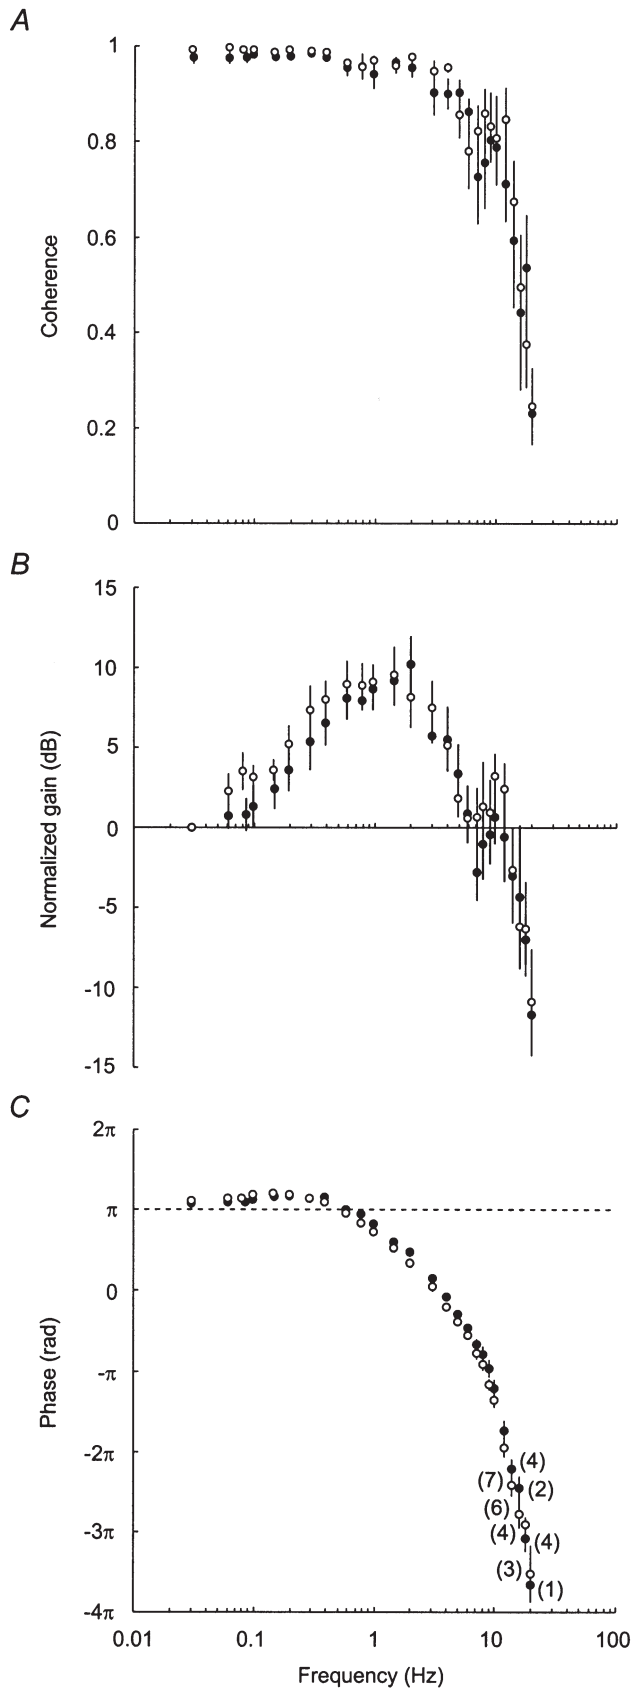 A
1
0.8
0.6
0.4
0.2
0
Coherence
B
15
10
5
0
-5
-10
-15
Normalized gain (dB)
C
2π
π
0
-π
-2π
-3π
-4π
Phase (rad)
(4)
(7)
(2)
(6)
(4)
(4)
(3)
(1)
0.01
0.1
1
10
100
Frequency (Hz)